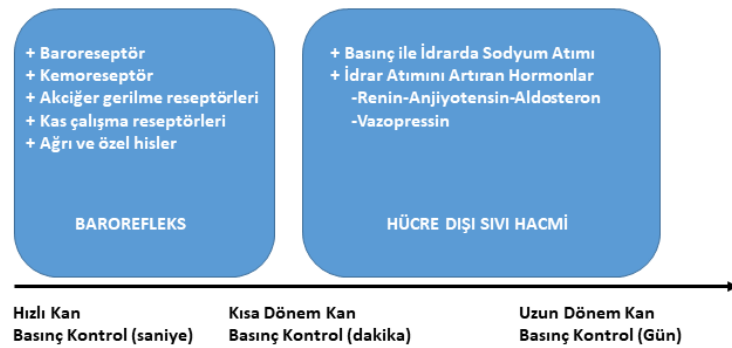 + Baroreseptör
+ Kemoreseptör
+ Akciğer gerilme reseptörleri
+ Kas çalışma reseptörleri
+ Ağrı ve özel hisler
BAROREFLEKS
+ Basınç ile İdrarda Sodyum Atımı
+ İdrar Atımını Artıran Hormonlar
-Renin-Anjiyotensin-Aldosteron
-Vazopressin
HÜCRE DIŞI SIVI HACMİ
Hızlı Kan
Basınç Kontrol (saniye)
Kısa Dönem Kan
Basınç Kontrol (dakika)
Uzun Dönem Kan
Basınç Kontrol (Gün)